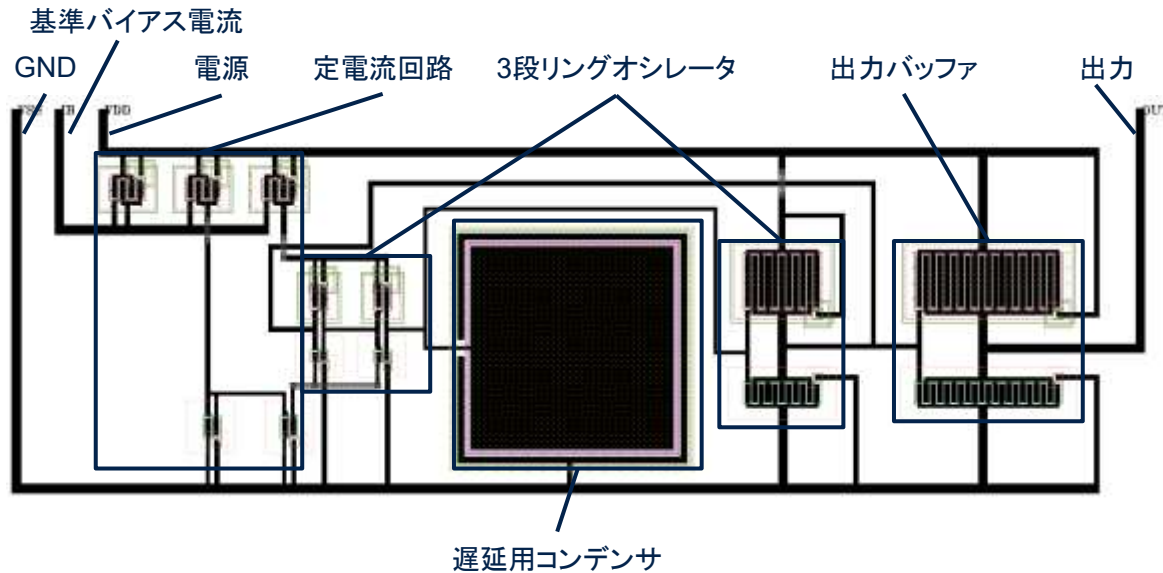 基準バイアス電流
GND
電源
定電流回路
3段リングオシレータ
出力バッファ
出力
VDD
遅延用コンデンサ